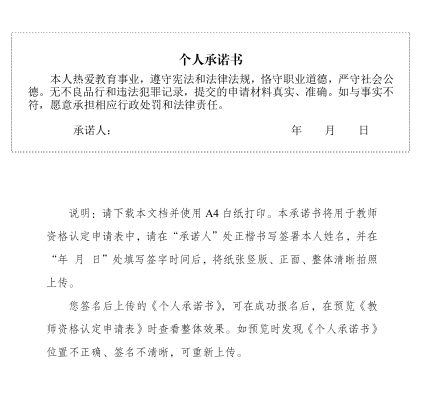 个人承诺书
本人热爱教育事业，遵守宪法和法律法规，恪守职业道德，严守社会公
德。无不良品行和违法犯罪记录，提交的申请材料真实、准确。如与事实不
符，愿意承担相应行政处罚和法律责任。
承诺人： 年 月 日
说明：请下载本文档并使用 A4 白纸打印。本承诺书将用于教师
资格认定申请表中，请在“承诺人”处正楷书写签署本人姓名，并在
“年 月 日”处填写签字时间后，将纸张竖版、正面、整体清晰拍照
上传。
您签名后上传的《个人承诺书》，可在成功报名后，在预览《教
师资格认定申请表》时查看整体效果。如预览时发现《个人承诺书》
位置不正确、签名不清晰，可重新上传。